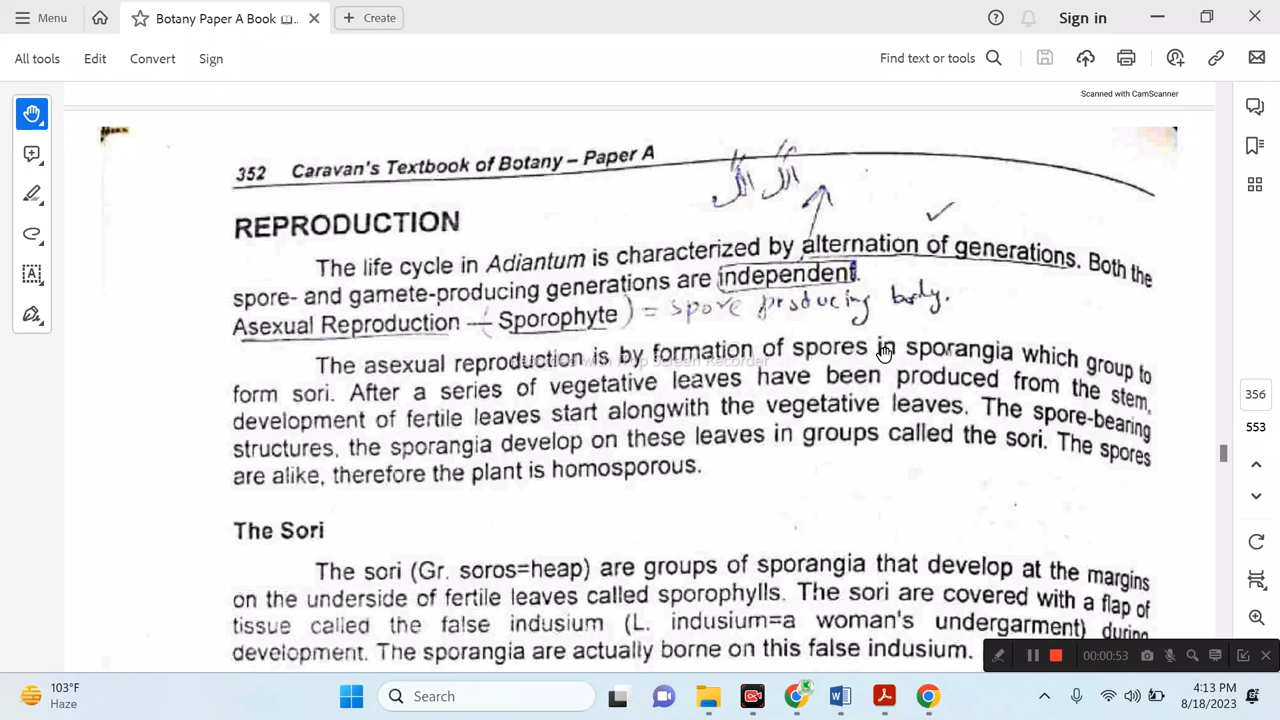 Menu
Botany Paper A Book
Create
Sign in
All tools
Edit
Convert
Sign
Find text or tools
Scanned with CamScanner
352 Caravan's Textbook of Botany – Paper A
REPRODUCTION
The life cycle in Adiantum is characterized by alternation of generations. Both the
spore- and gamete-producing generations are independent.
Asexual Reproduction – (Sporophyte) = spore producing body.
The asexual reproduction is by formation of spores in sporangia which group to
form sori. After a series of vegetative leaves have been produced from the stem,
development of fertile leaves start alongwith the vegetative leaves. The spore-bearing
structures, the sporangia develop on these leaves in groups called the sori. The spores
are alike, therefore the plant is homosporous.
The Sori
The sori (Gr. soros=heap) are groups of sporangia that develop at the margins
on the underside of fertile leaves called sporophylls. The sori are covered with a flap of
tissue called the false indusium (L. indusium=a woman's undergarment) during
development. The sporangia are actually borne on this false indusium.
356
553
00:00:53
103°F
Haze
Search
4:13 PM
8/18/2023